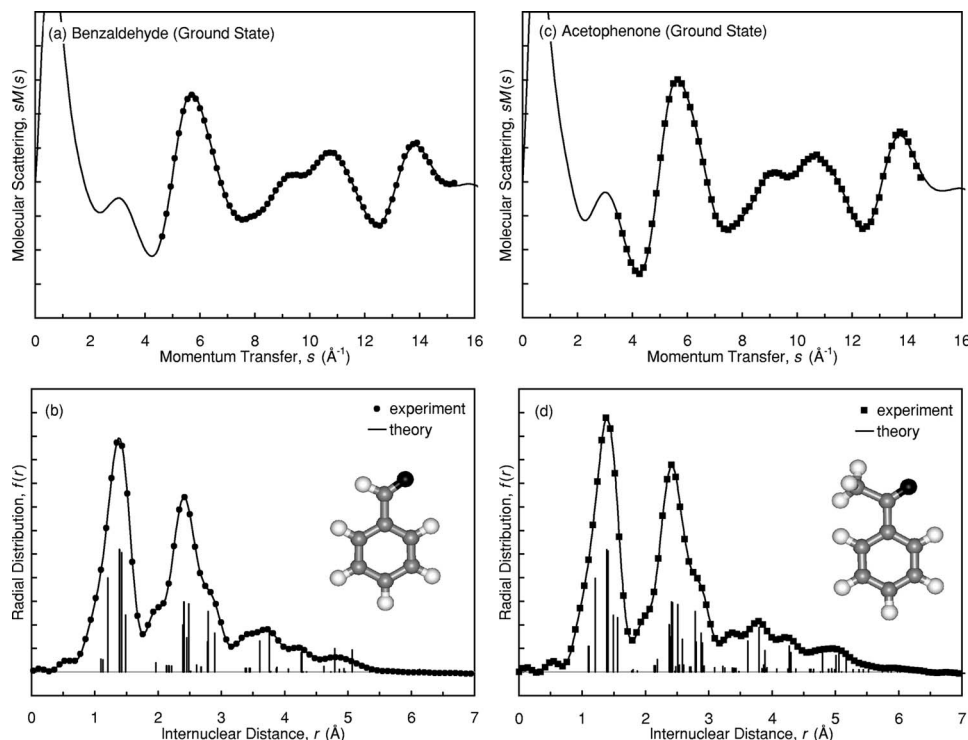 (a) Benzaldehyde (Ground State)
Molecular Scattering, sM(s)
0 2 4 6 8 10 12 14 16
Momentum Transfer, s (Å-1)
(c) Acetophenone (Ground State)
Molecular Scattering, sM(s)
0 2 4 6 8 10 12 14 16
Momentum Transfer, s (Å-1)
(b)
experiment
theory
Radial Distribution, f(r)
0 1 2 3 4 5 6 7
Internuclear Distance, r (Å)
(d)
experiment
theory
Radial Distribution, f(r)
0 1 2 3 4 5 6 7
Internuclear Distance, r (Å)